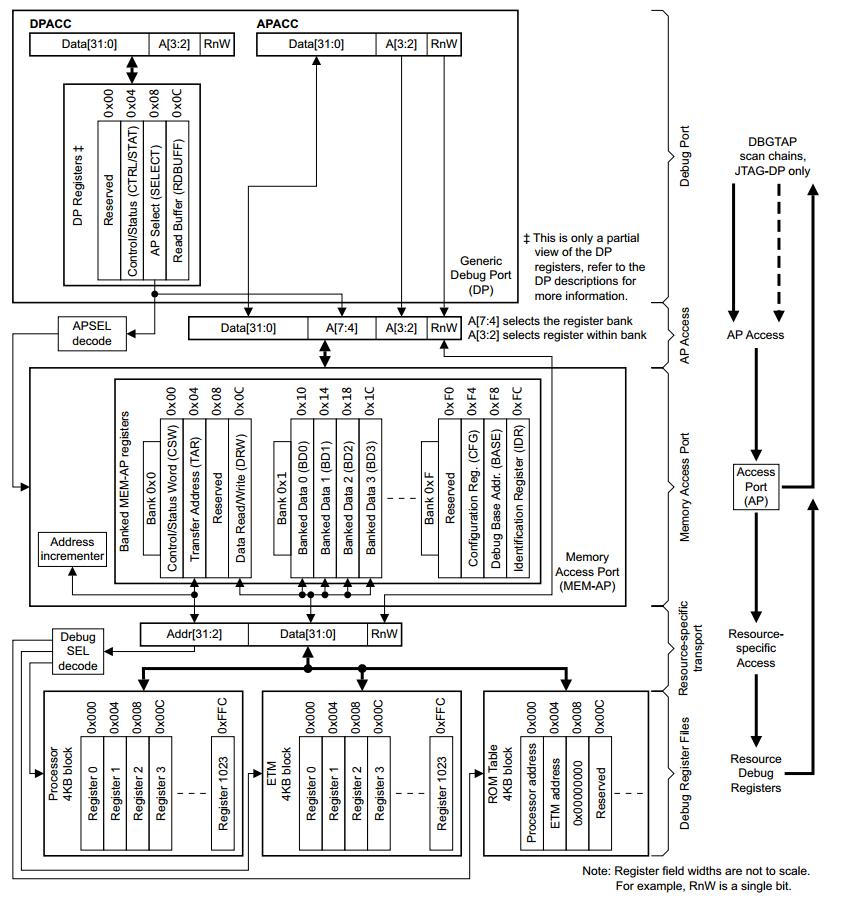 DPACC
Data[31:0] A[3:2] RnW
APACC
Data[31:0] A[3:2] RnW
DP Registers ‡
0x00
0x04
0x08
0x0C
Reserved
Control/Status (CTRL/STAT)
AP Select (SELECT)
Read Buffer (RDBUFF)
Generic
Debug Port
(DP)
‡ This is only a partial
view of the DP
registers, refer to the
DP descriptions for
more information.
Debug Port
APSEL
decode
Data[31:0] A[7:4] A[3:2] RnW
A[7:4] selects the register bank
A[3:2] selects register within bank
AP Access
Banked MEM-AP registers
Bank 0x0
0x00
0x04
0x08
0x0C
Control/Status Word (CSW)
Transfer Address (TAR)
Reserved
Data Read/Write (DRW)
Bank 0x1
0x10
0x14
0x18
0x1C
Banked Data 0 (BD0)
Banked Data 1 (BD1)
Banked Data 2 (BD2)
Banked Data 3 (BD3)
Bank 0xF
0xF0
0xF4
0xF8
0xFC
Reserved
Configuration Reg. (CFG)
Debug Base Addr. (BASE)
Identification Register (IDR)
Address
incrementer
Memory
Access Port
(MEM-AP)
Memory Access Port
Debug
SEL
decode
Addr[31:2] Data[31:0] RnW
Resource-specific
transport
Processor
4KB block
0x000
0x004
0x008
0x00C
0xFFC
Register 0
Register 1
Register 2
Register 3
Register 1023
ETM
4KB block
0x000
0x004
0x008
0x00C
0xFFC
Register 0
Register 1
Register 2
Register 3
Register 1023
ROM Table
4KB block
0x000
0x004
0x008
0x00C
Processor address
ETM address
0x00000000
Reserved
Debug Register Files
DBGTAP
scan chains,
JTAG-DP only
AP Access
Access
Port
(AP)
Resource-
specific
Access
Resource
Debug
Registers
Note: Register field widths are not to scale.
For example, RnW is a single bit.